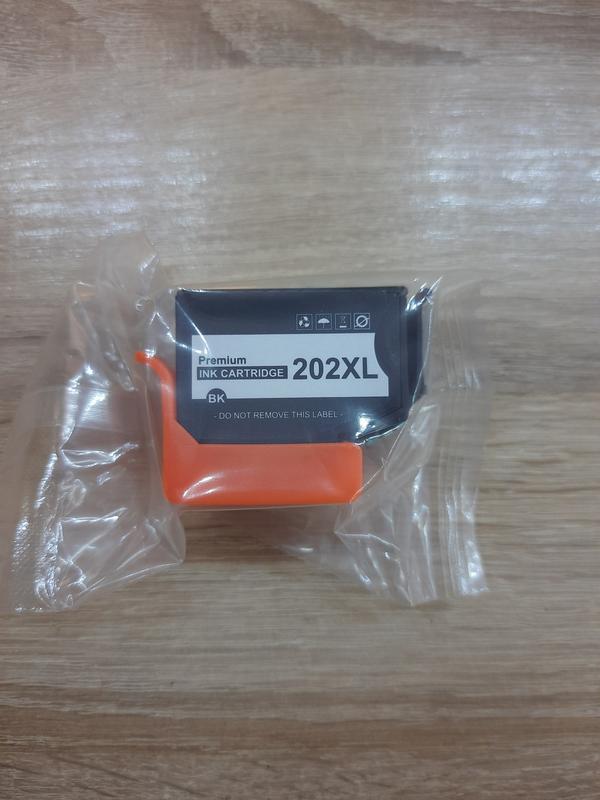 Premium
INK CARTRIDGE 202XL
BK
- DO NOT REMOVE THIS LABEL -